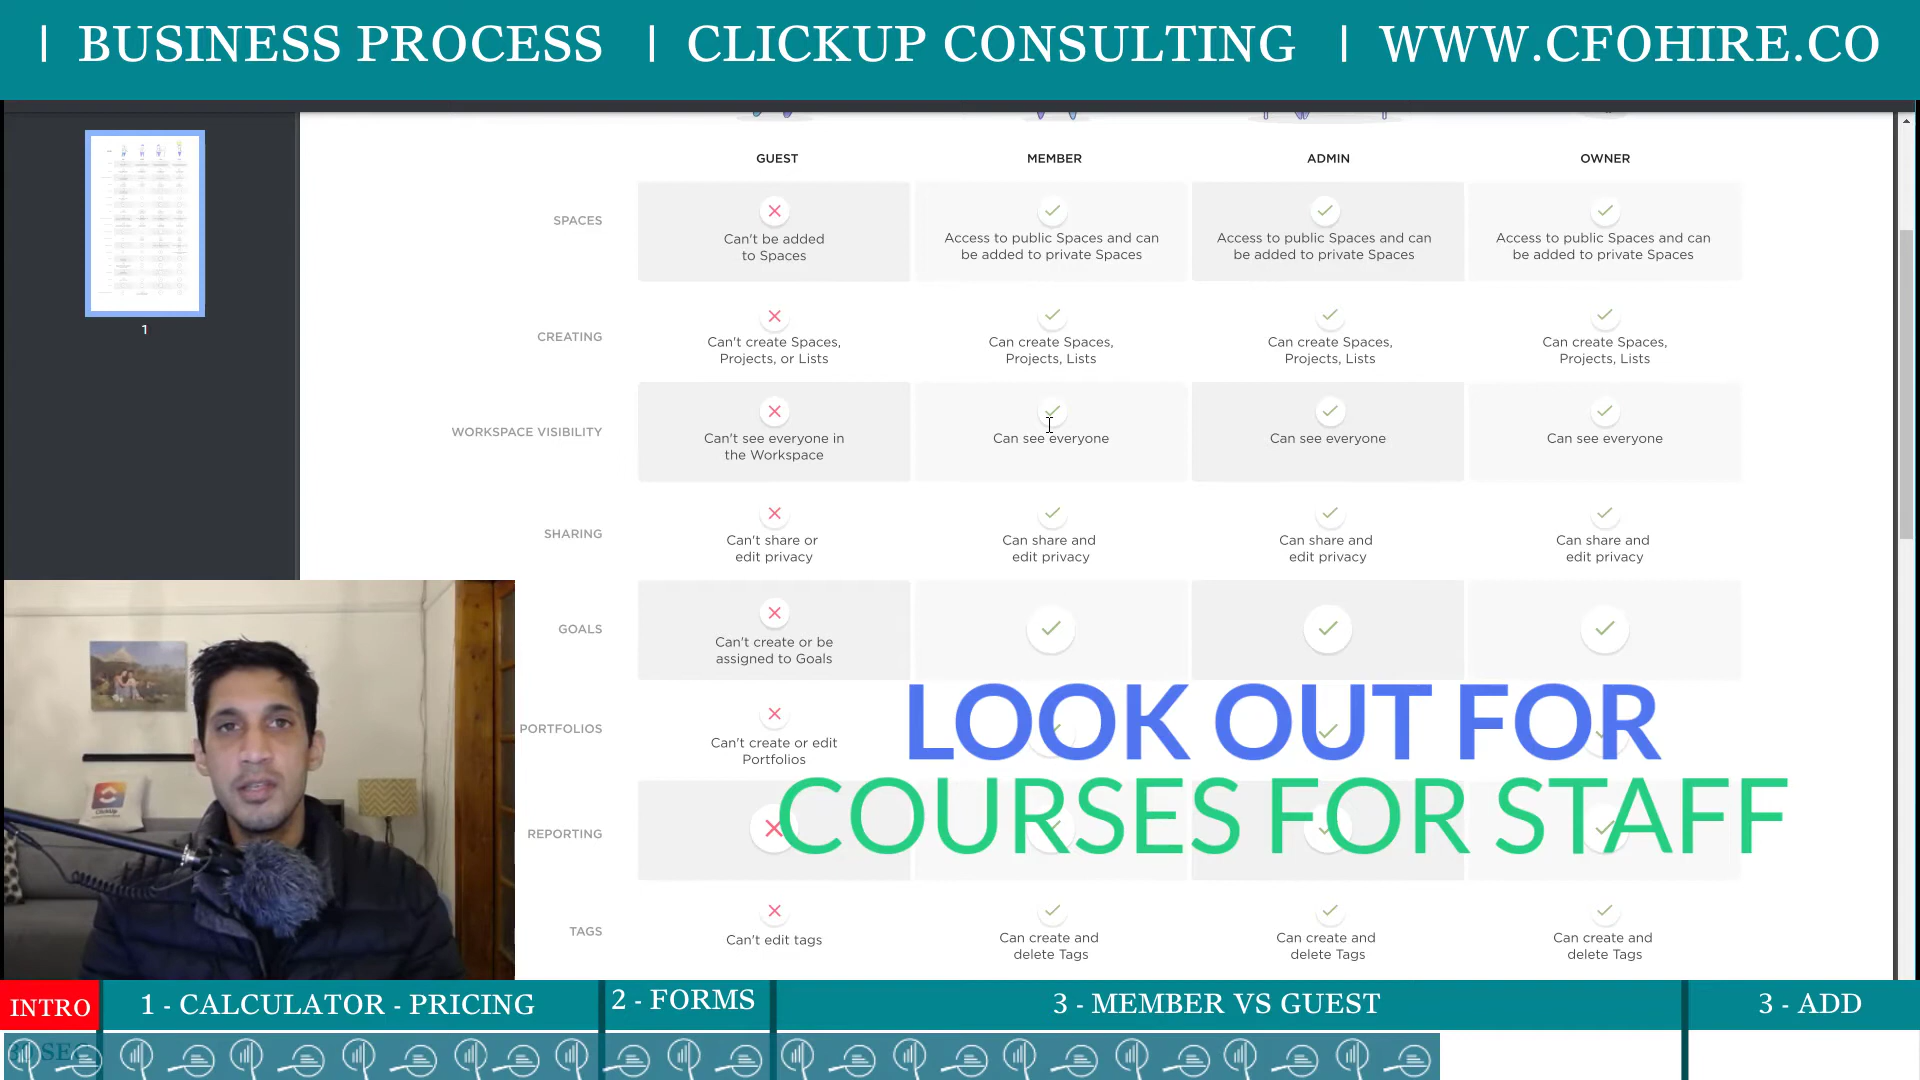 | BUSINESS PROCESS | CLICKUP CONSULTING | WWW.CFOHIRE.CO
GUEST MEMBER ADMIN OWNER
SPACES
Can't be added
to Spaces
Access to public Spaces and can
be added to private Spaces
Access to public Spaces and can
be added to private Spaces
Access to public Spaces and can
be added to private Spaces
CREATING
Can't create Spaces,
Projects, or Lists
Can create Spaces,
Projects, Lists
Can create Spaces,
Projects, Lists
Can create Spaces,
Projects, Lists
WORKSPACE VISIBILITY
Can't see everyone in
the Workspace
Can see everyone
Can see everyone
Can see everyone
SHARING
Can't share or
edit privacy
Can share and
edit privacy
Can share and
edit privacy
Can share and
edit privacy
GOALS
Can't create or be
assigned to Goals
PORTFOLIOS
Can't create or edit
Portfolios
LOOK OUT FOR
COURSES FOR STAFF
REPORTING
TAGS
Can't edit tags
Can create and
delete Tags
Can create and
delete Tags
Can create and
delete Tags
1
ClickUp
INTRO
1 - CALCULATOR - PRICING
2 - FORMS
3 - MEMBER VS GUEST
3 - ADD